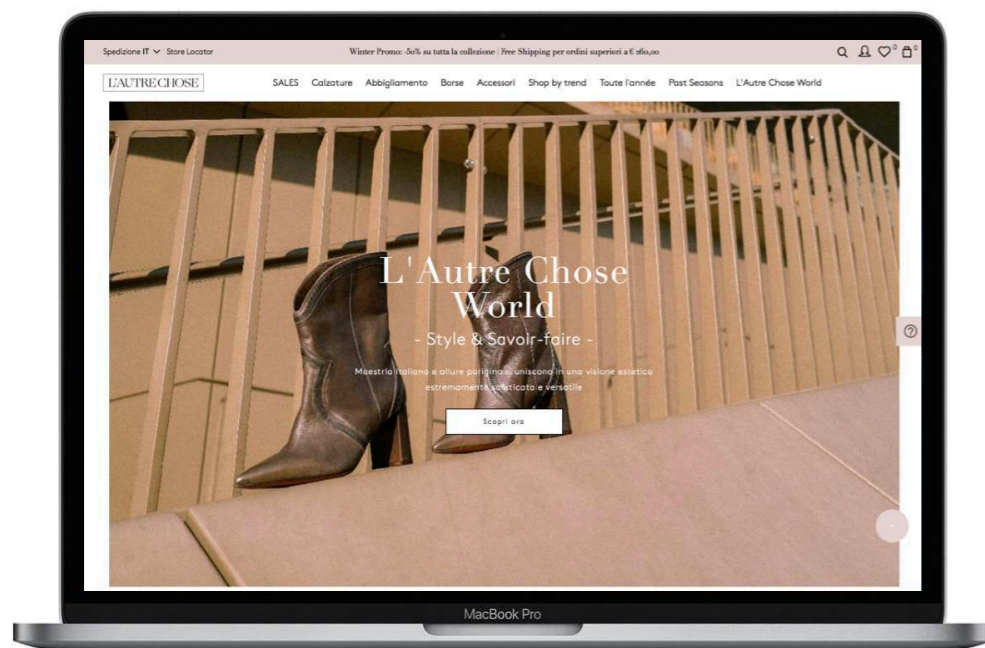 Spedizione IT Store Locator
Winter Promo: -50% su tutta la collezione | Free Shipping per ordini superiori a € 260,00
0 0
L'AUTRE CHOSE
SALES Calzature Abbigliamento Borse Accessori Shop by trend Toute l'année Past Seasons L'Autre Chose World
L'Autre Chose
World
- Style & Savoir-faire -
Maestria italiana e allure parigina si uniscono in una visione estetica
estremamente sofisticata e versatile
Scopri ora
MacBook Pro